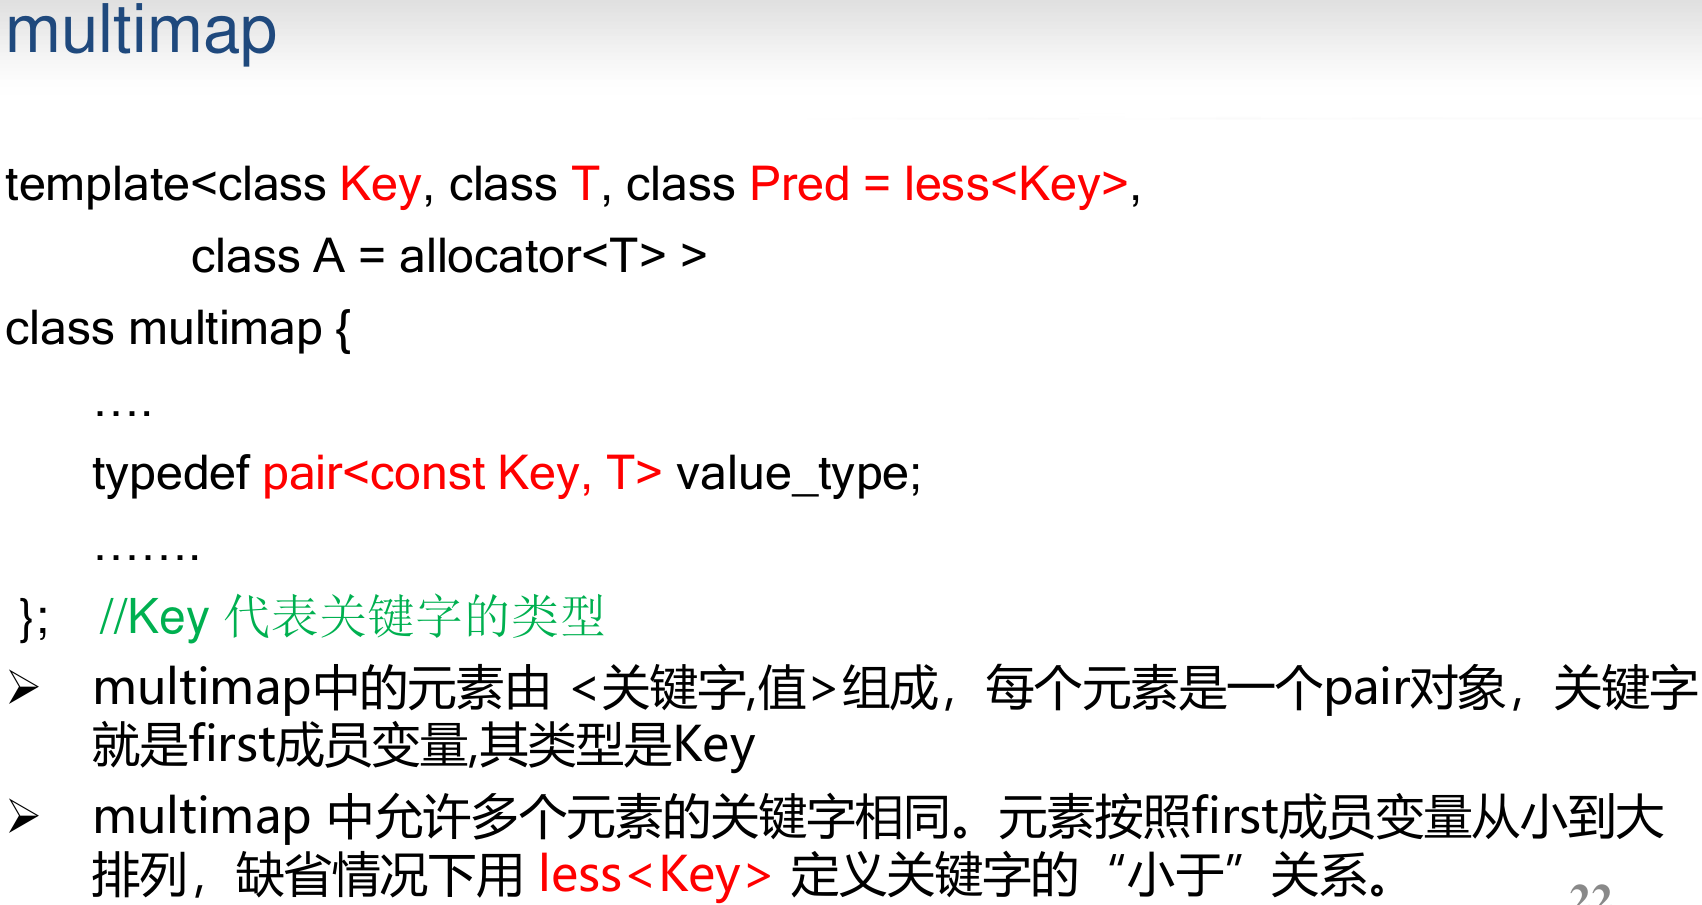 multimap
template<class Key, class T, class Pred = less<Key>,
class A = allocator<T> >
class multimap {
….
typedef pair<const Key, T> value_type;
…….
}; //Key 代表关键字的类型
➢ multimap中的元素由 <关键字,值>组成，每个元素是一个pair对象，关键字
就是first成员变量,其类型是Key
➢ multimap 中允许多个元素的关键字相同。元素按照first成员变量从小到大
排列，缺省情况下用 less<Key> 定义关键字的“小于”关系。
22